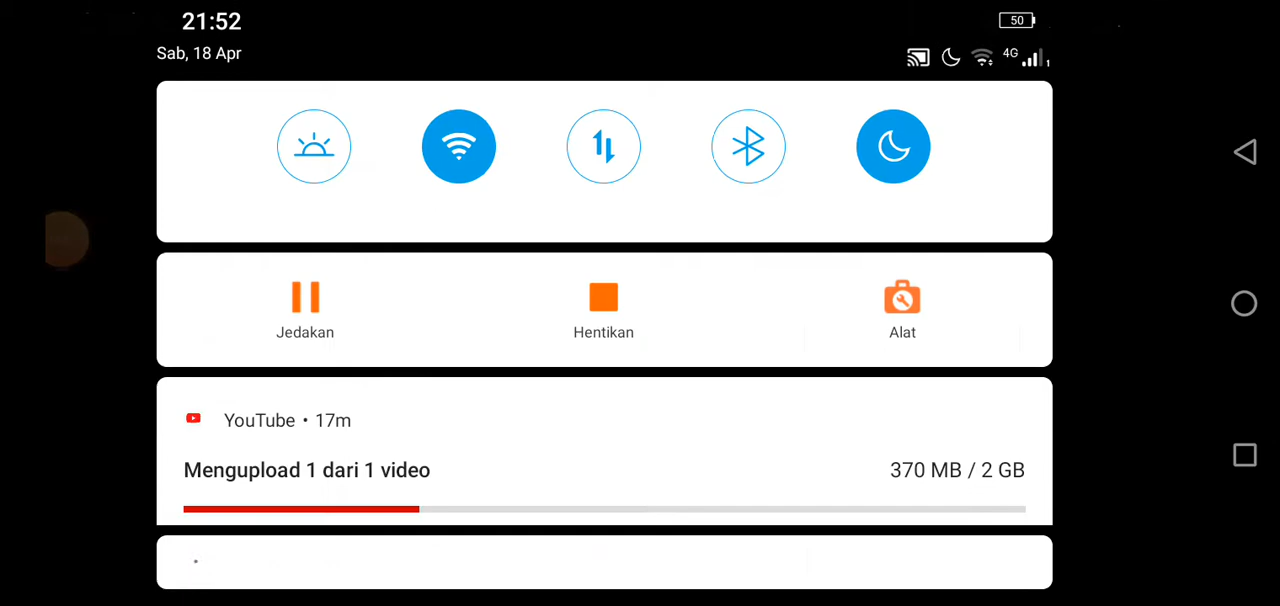 21:52
50
Sab, 18 Apr
4G
1
Jedakan
Hentikan
Alat
YouTube • 17m
Mengupload 1 dari 1 video
370 MB / 2 GB